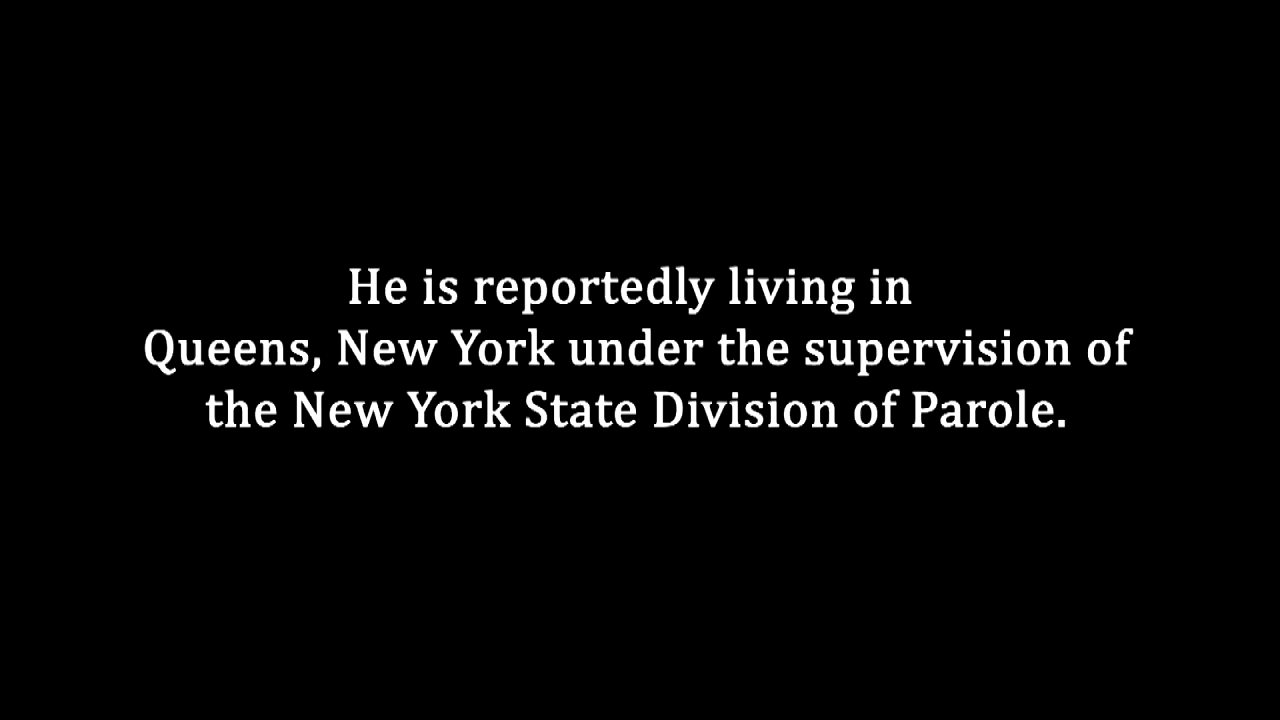 He is reportedly living in
Queens, New York under the supervision of
the New York State Division of Parole.